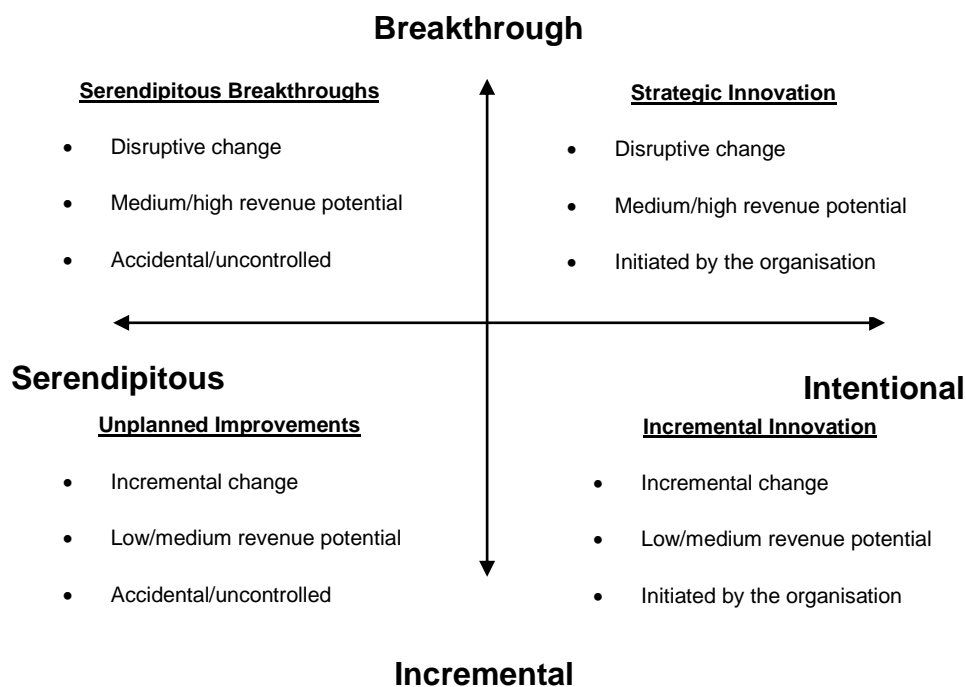 Breakthrough
Serendipitous Breakthroughs
• Disruptive change
• Medium/high revenue potential
• Accidental/uncontrolled
Strategic Innovation
• Disruptive change
• Medium/high revenue potential
• Initiated by the organisation
Serendipitous
Intentional
Unplanned Improvements
• Incremental change
• Low/medium revenue potential
• Accidental/uncontrolled
Incremental Innovation
• Incremental change
• Low/medium revenue potential
• Initiated by the organisation
Incremental